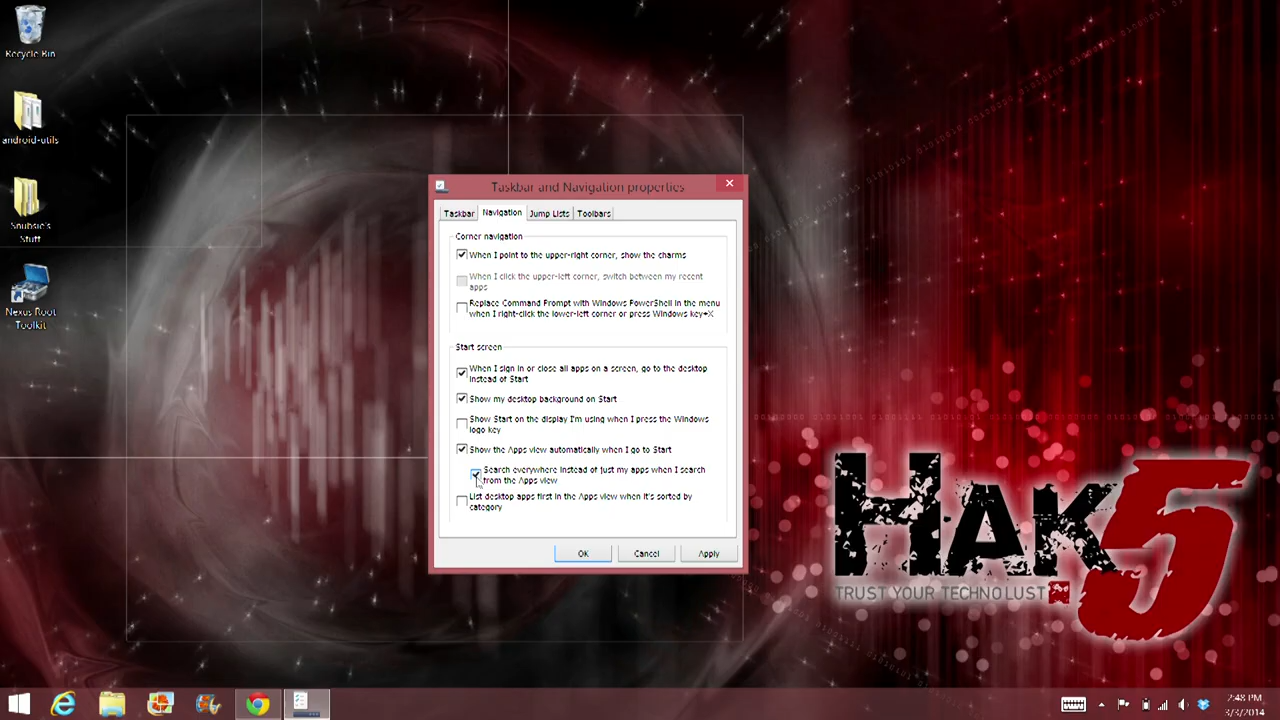 Recycle Bin
android-utils
Snubsie's
Stuff
Nexus Root
Toolkit
Taskbar and Navigation properties
Taskbar
Navigation
Jump Lists
Toolbars
Corner navigation
When I point to the upper-right corner, show the charms
When I click the upper-left corner, switch between my recent
apps
Replace Command Prompt with Windows PowerShell in the menu
when I right-click the lower-left corner or press Windows key+X
Start screen
When I sign in or close all apps on a screen, go to the desktop
instead of Start
Show my desktop background on Start
Show Start on the display I'm using when I press the Windows
logo key
Show the Apps view automatically when I go to Start
Search everywhere instead of just my apps when I search
from the Apps view
List desktop apps first in the Apps view when it's sorted by
category
OK
Cancel
Apply
HAK5
TRUST YOUR TECHNOLUST
2:48 PM
3/3/2014